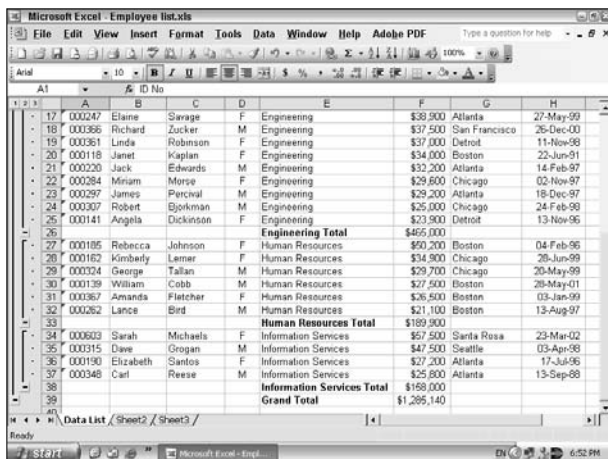 Microsoft Excel - Employee list.xls
File Edit View Insert Format Tools Data Window Help Adobe PDF Type a question for help
100%
Arial 10 B I U $ % ,
A1 fx ID No
1 2 3 A B C D E F G H
17 000247 Elaine Savage F Engineering $38,900 Atlanta 27-May-99
18 000366 Richard Zucker M Engineering $37,500 San Francisco 26-Dec-00
19 000361 Linda Robinson F Engineering $37,000 Detroit 11-Nov-98
20 000118 Janet Kaplan F Engineering $34,000 Boston 22-Jun-91
21 000220 Jack Edwards M Engineering $32,200 Atlanta 14-Feb-97
22 000284 Miriam Morse F Engineering $29,600 Chicago 02-Nov-97
23 000297 James Percival M Engineering $29,200 Atlanta 18-Dec-97
24 000307 Robert Bjorkman M Engineering $25,000 Chicago 24-Feb-98
25 000141 Angela Dickinson F Engineering $23,900 Detroit 13-Nov-96
26 Engineering Total $465,000
27 000185 Rebecca Johnson F Human Resources $50,200 Boston 04-Feb-96
28 000162 Kimberly Lerner F Human Resources $34,900 Chicago 28-Jun-99
29 000324 George Tallan M Human Resources $29,700 Chicago 20-May-99
30 000139 William Cobb M Human Resources $27,500 Boston 28-May-01
31 000367 Amanda Fletcher F Human Resources $26,500 Boston 03-Jan-99
32 000262 Lance Bird M Human Resources $21,100 Boston 13-Aug-97
33 Human Resources Total $189,900
34 000603 Sarah Michaels F Information Services $57,500 Santa Rosa 23-Mar-02
35 000315 Dave Grogan M Information Services $47,500 Seattle 03-Apr-98
36 000190 Elizabeth Santos F Information Services $27,200 Atlanta 17-Jul-96
37 000348 Carl Reese M Information Services $25,800 Atlanta 13-Sep-88
38 Information Services Total $158,000
39 Grand Total $1,285,140
40
Data List Sheet2 Sheet3
Ready
start Microsoft Excel - Empl... EN 6:52 PM